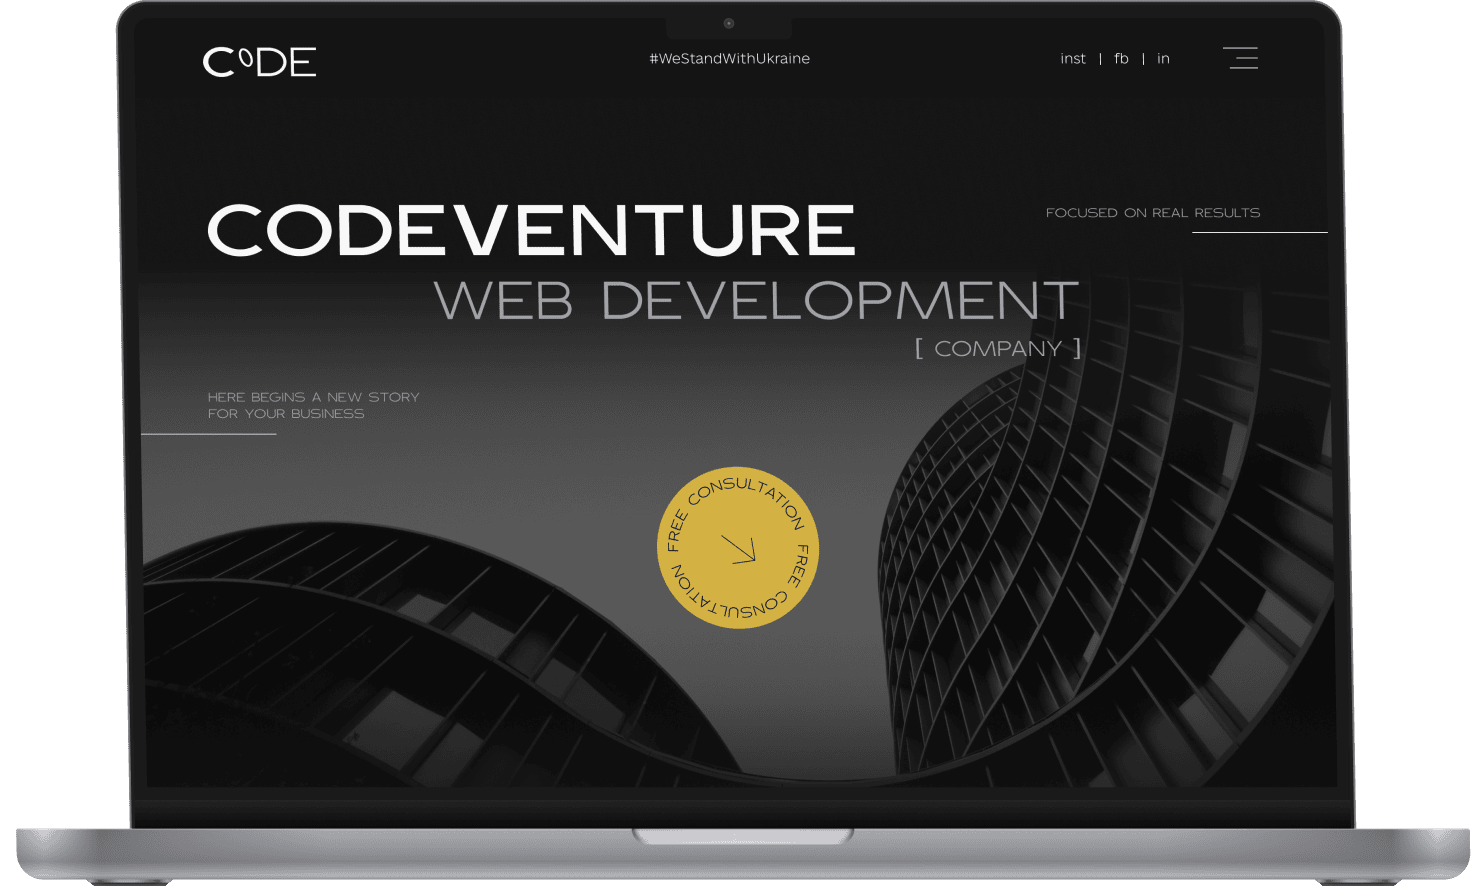 CODE
#WeStandWithUkraine
inst | fb | in
CODEVENTURE
FOCUSED ON REAL RESULTS
WEB DEVELOPMENT
[ COMPANY ]
HERE BEGINS A NEW STORY
FOR YOUR BUSINESS
FREE CONSULTATION FREE CONSULTATION